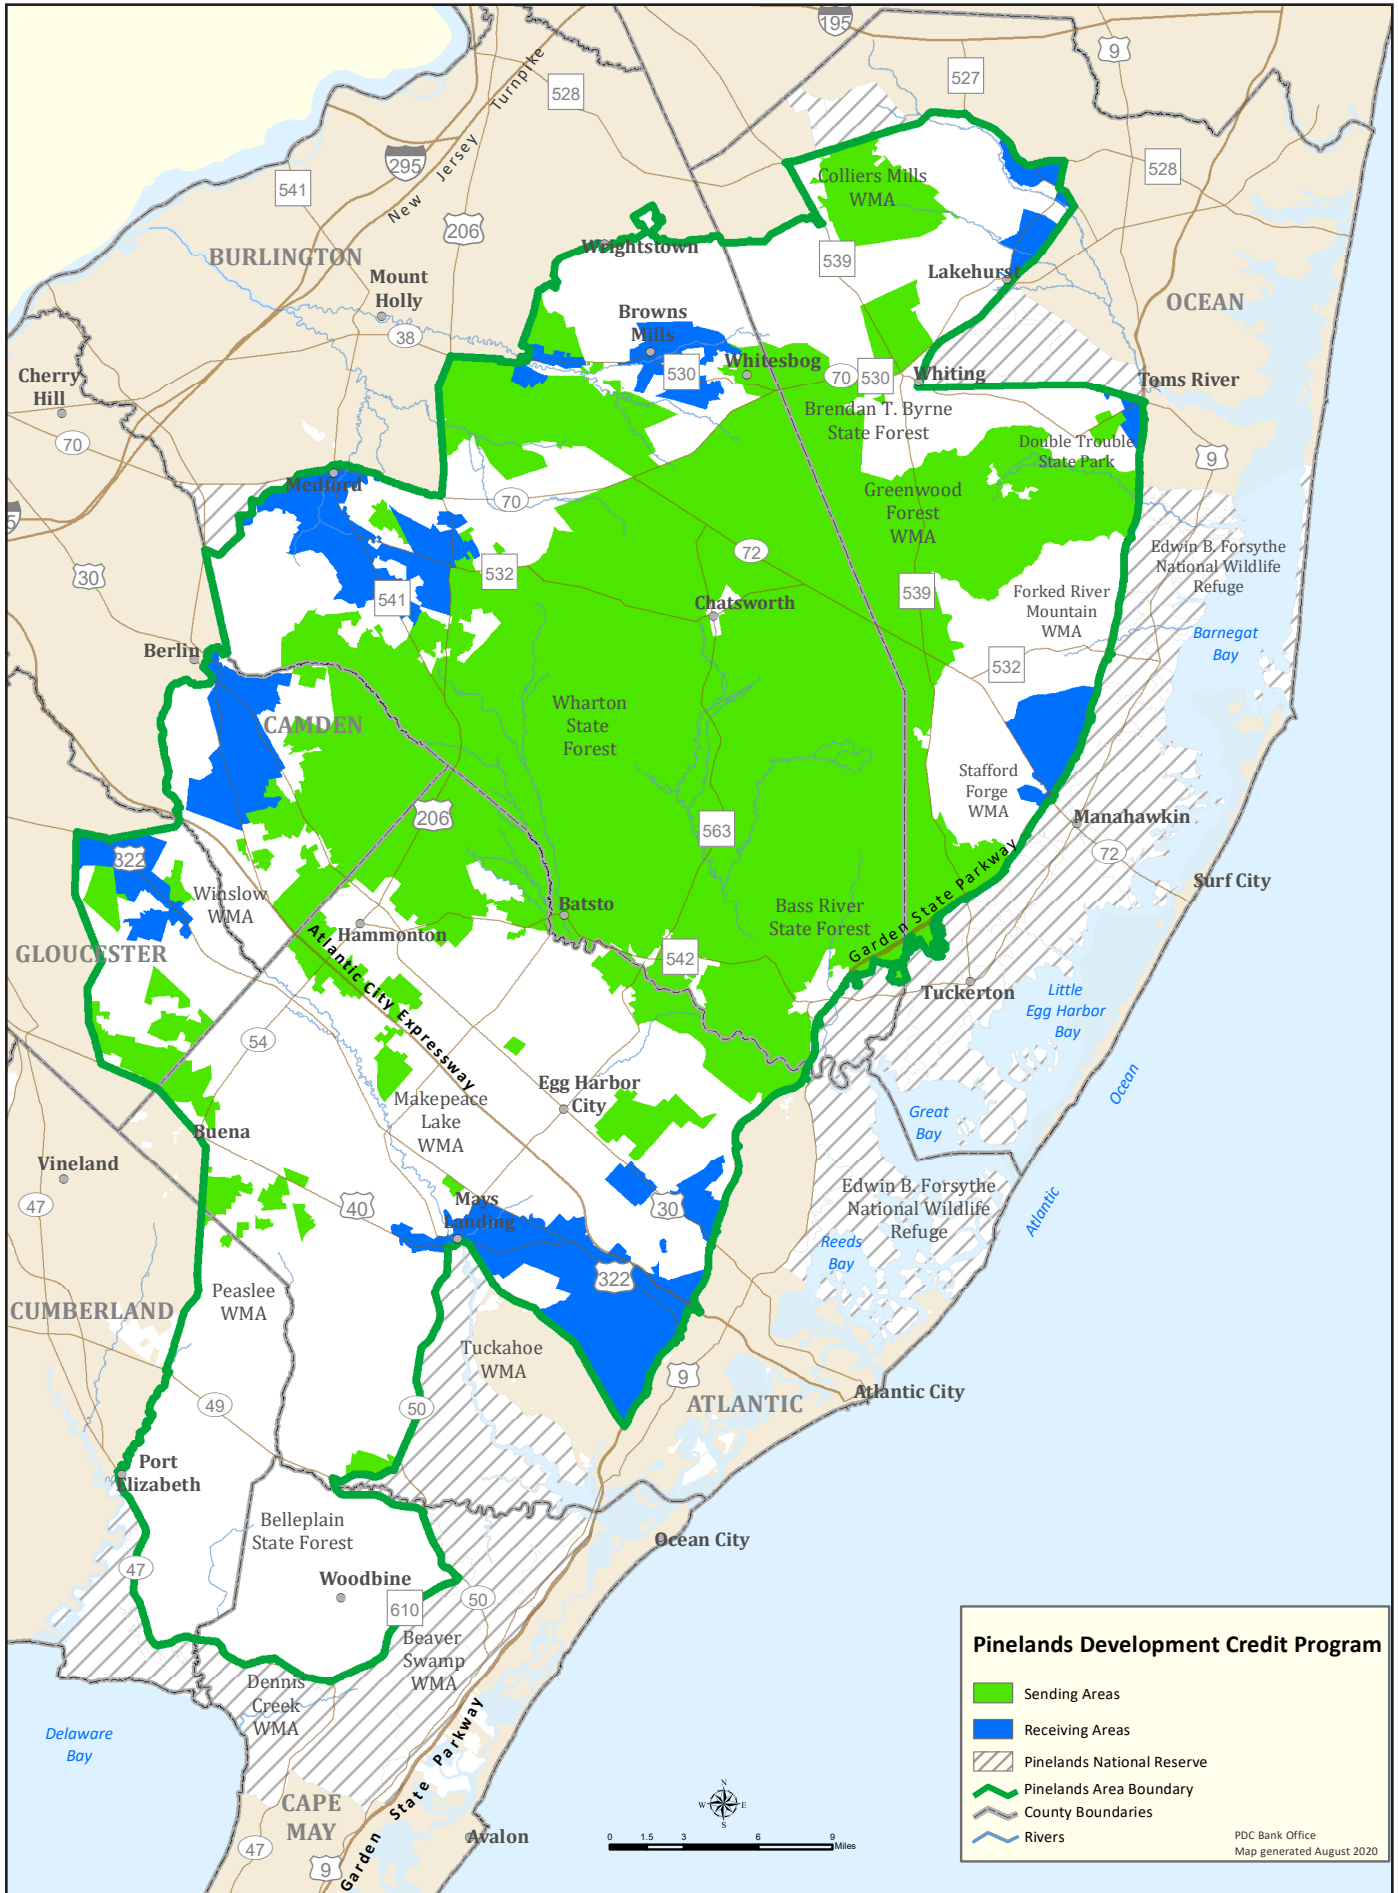 195
9
527
528
Turnpike
Jersey
New
295
541
528
206
Colliers Mills
WMA
BURLINGTON
Wrightstown
539
Lakehurst
Mount
Holly
OCEAN
Browns
Mills
38
Whitesbog
530
70
530
Whiting
Toms River
Cherry
Hill
Brendan T. Byrne
State Forest
Double Trouble
State Park
70
9
Medford
70
Greenwood
Forest
WMA
5
72
Edwin B. Forsythe
National Wildlife
Refuge
30
532
541
Chatsworth
539
Forked River
Mountain
WMA
Barnegat
Bay
Berlin
532
Wharton
State
Forest
CAMDEN
Stafford
Forge
WMA
206
563
Manahawkin
72
322
Surf City
Winslow
WMA
Batsto
Bass River
State Forest
Garden State Parkway
Hammonton
Atlantic City Expressway
GLOUCESTER
542
Tuckerton
Little
Egg Harbor
Bay
54
Egg Harbor
City
Ocean
Makepeace
Lake
WMA
Great
Bay
Buena
Vineland
47
40
Mays
Landing
30
Edwin B. Forsythe
National Wildlife
Refuge
Atlantic
Reeds
Bay
322
Peaslee
WMA
CUMBERLAND
Tuckahoe
WMA
9
ATLANTIC
Atlantic City
49
50
Port
Elizabeth
Belleplain
State Forest
Ocean City
47
Woodbine
50
610
Beaver
Swamp
WMA
Dennis
Creek
WMA
Delaware
Bay
CAPE
MAY
Garden State Parkway
47
9
Avalon
N
W E
S
0 1.5 3 6 9
Miles
Pinelands Development Credit Program
Sending Areas
Receiving Areas
Pinelands National Reserve
Pinelands Area Boundary
County Boundaries
Rivers
PDC Bank Office
Map generated August 2020